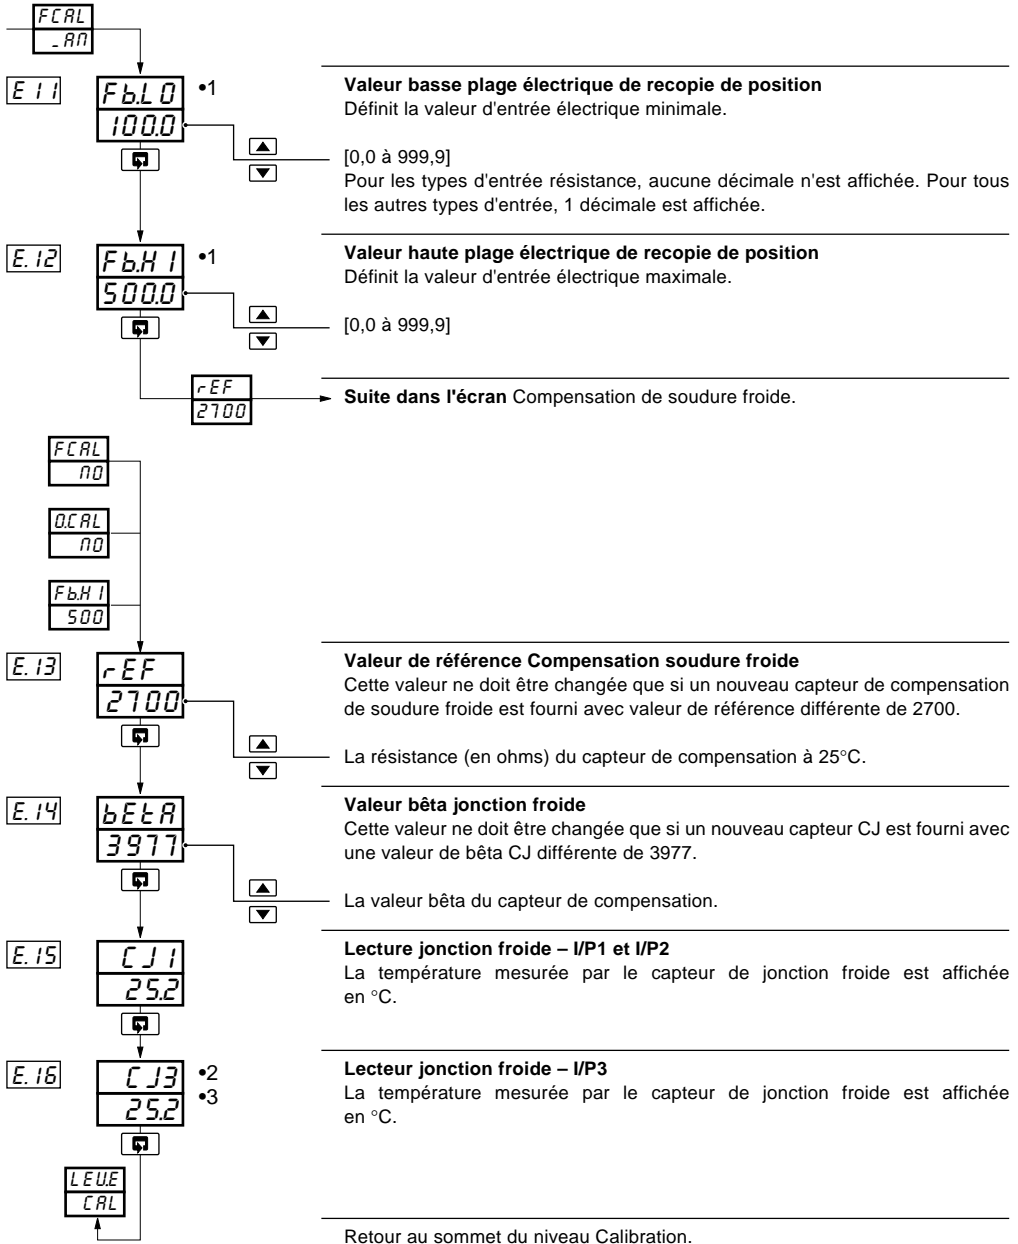 FCAL
_An
E 11
Fb.LO
•1
100.0
Valeur basse plage électrique de recopie de position
Définit la valeur d'entrée électrique minimale.
[0,0 à 999,9]
Pour les types d'entrée résistance, aucune décimale n'est affichée. Pour tous
les autres types d'entrée, 1 décimale est affichée.
E.12
Fb.HI
•1
500.0
Valeur haute plage électrique de recopie de position
Définit la valeur d'entrée électrique maximale.
[0,0 à 999,9]
rEF
2700
Suite dans l'écran Compensation de soudure froide.
FCAL
nO
O.CAL
nO
Fb.HI
500
E.13
rEF
2700
Valeur de référence Compensation soudure froide
Cette valeur ne doit être changée que si un nouveau capteur de compensation
de soudure froide est fourni avec valeur de référence différente de 2700.
La résistance (en ohms) du capteur de compensation à 25°C.
E.14
bEtA
3977
Valeur bêta jonction froide
Cette valeur ne doit être changée que si un nouveau capteur CJ est fourni avec
une valeur de bêta CJ différente de 3977.
La valeur bêta du capteur de compensation.
E.15
CJ1
25.2
Lecture jonction froide – I/P1 et I/P2
La température mesurée par le capteur de jonction froide est affichée
en °C.
E.16
CJ3
•2
25.2
•3
Lecteur jonction froide – I/P3
La température mesurée par le capteur de jonction froide est affichée
en °C.
LEU.E
CAL
Retour au sommet du niveau Calibration.